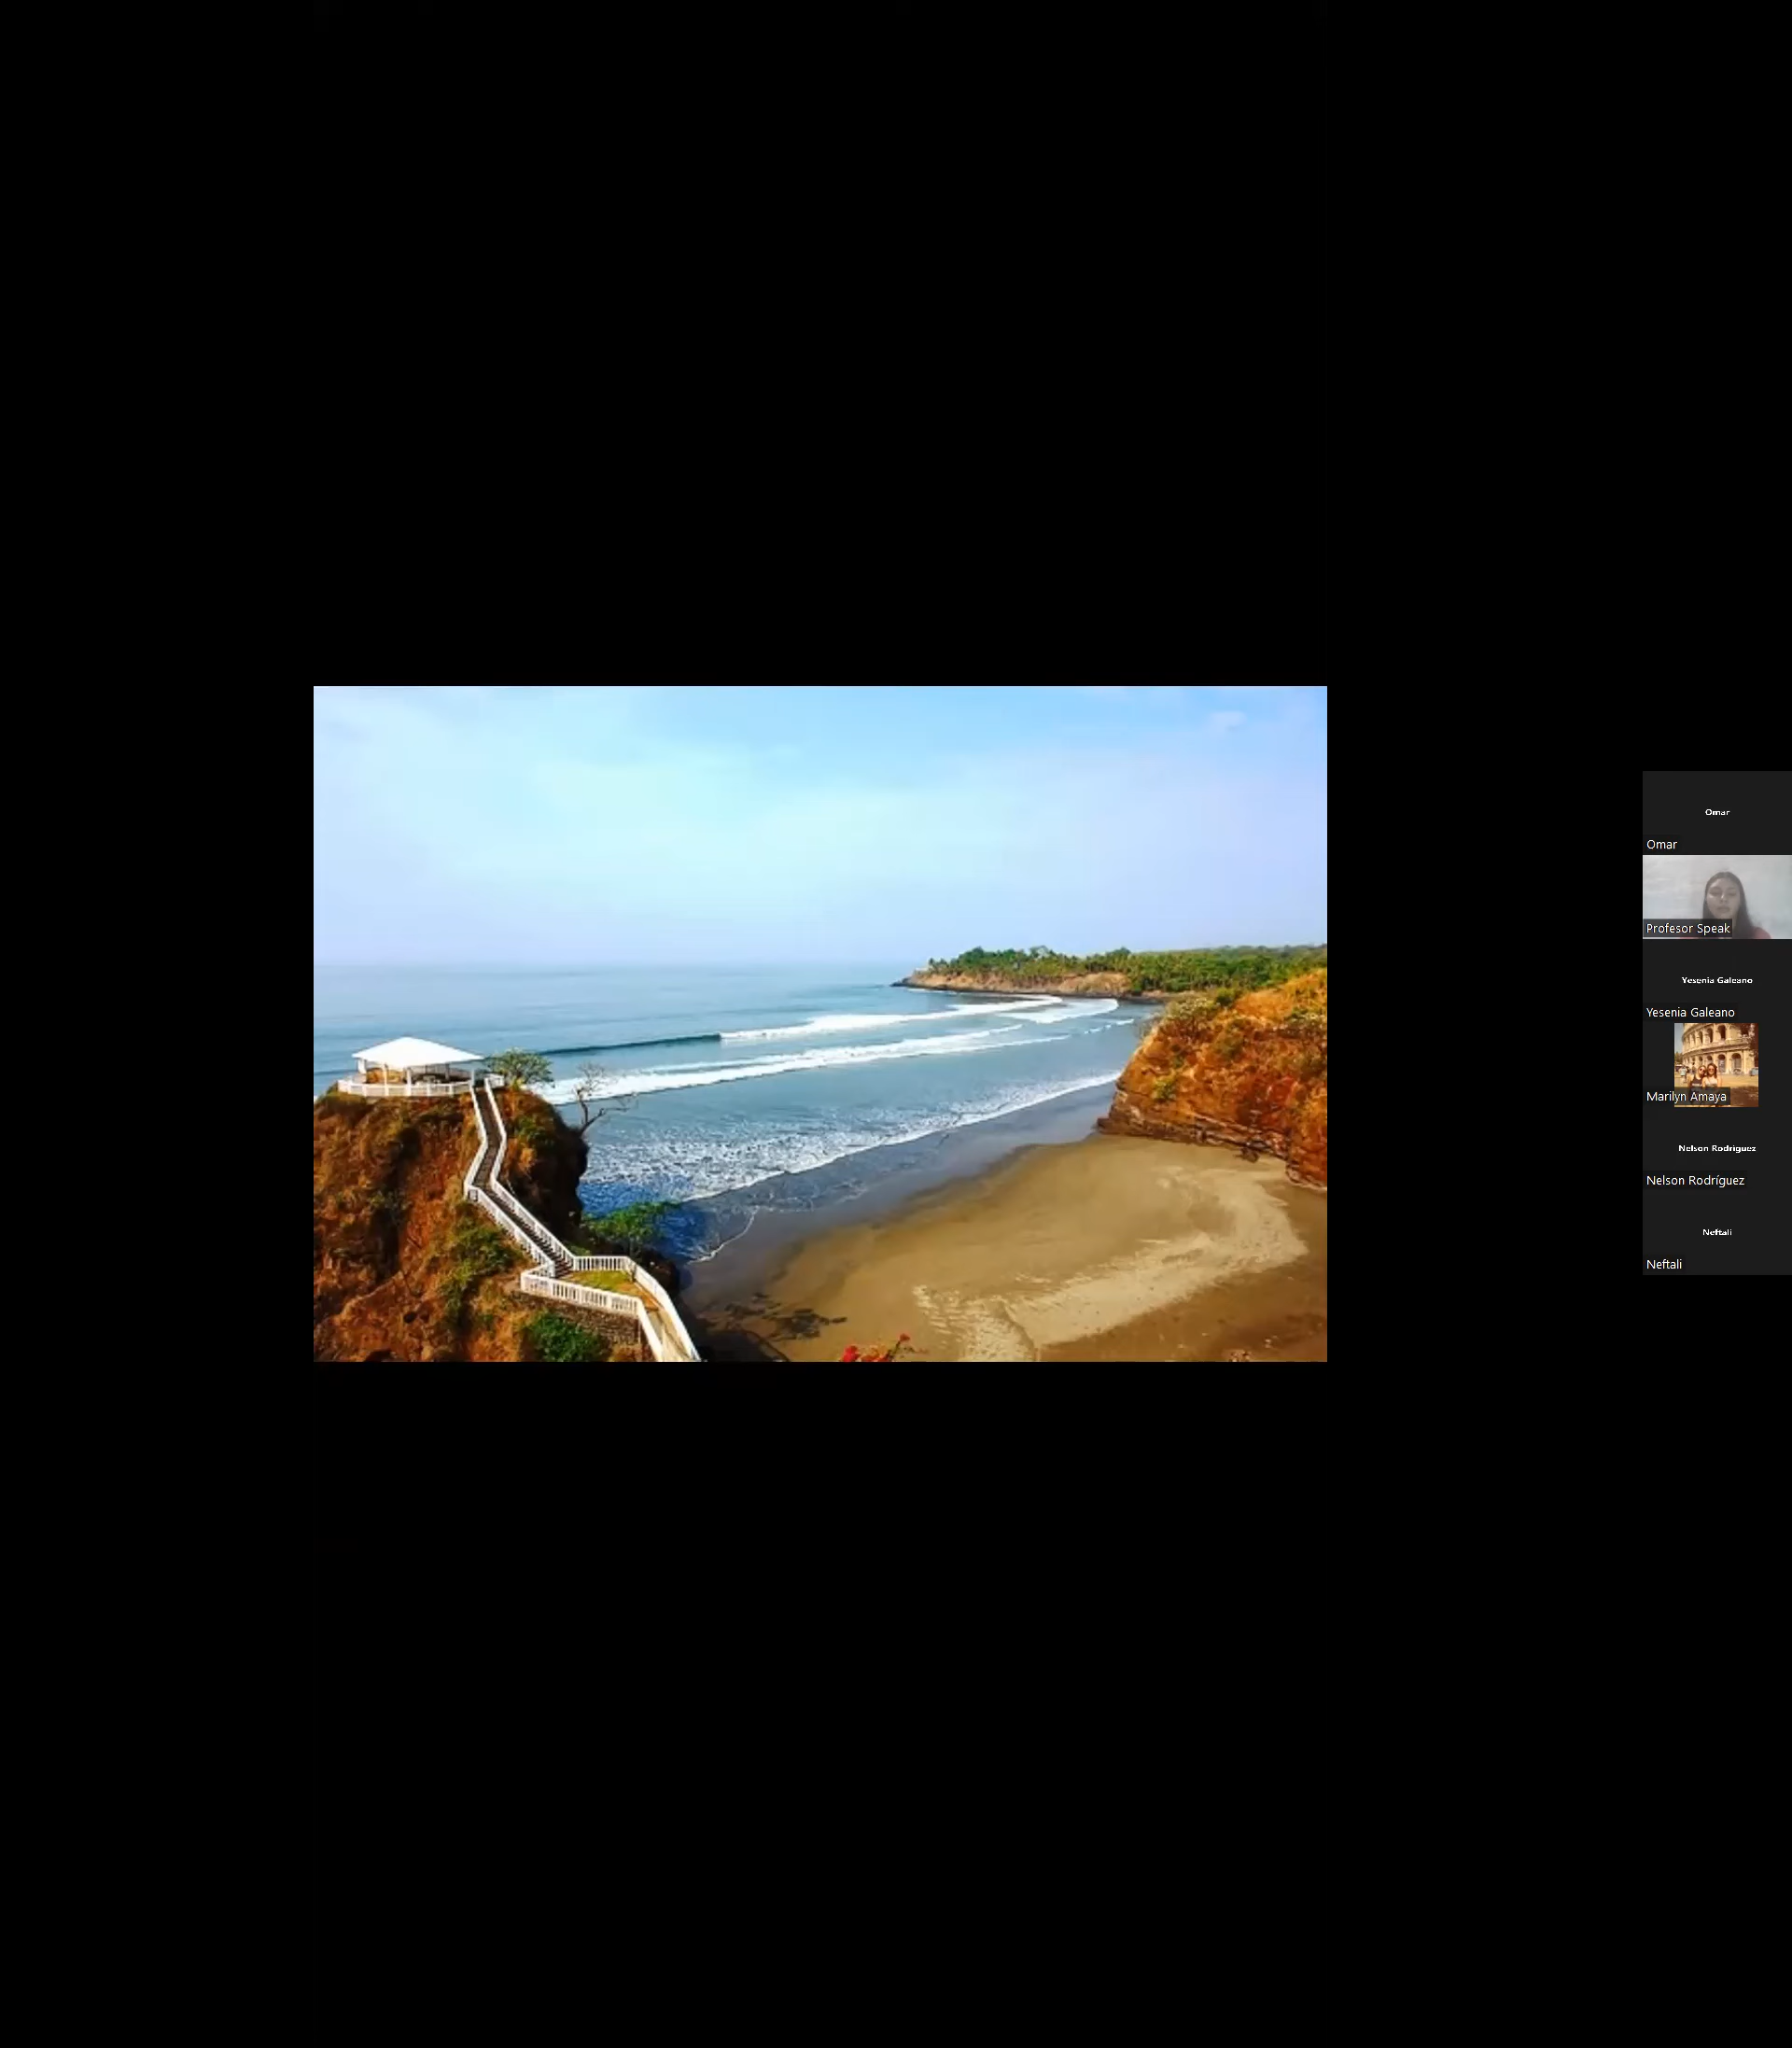 Omar
Omar
Profesor Speak
Yesenia Galeano
Yesenia Galeano
Marilyn Amaya
Nelson Rodríguez
Nelson Rodríguez
Neftali
Neftali